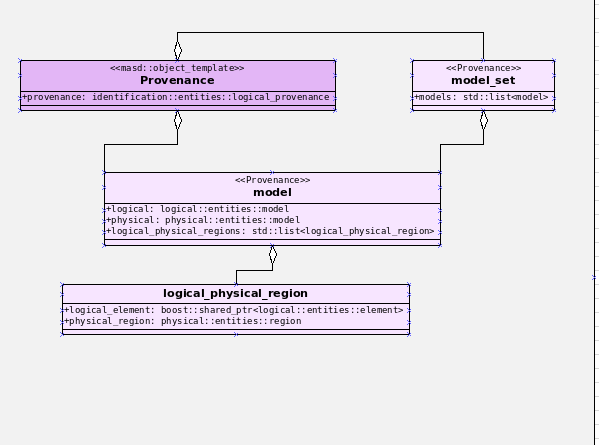 <<masd::object_template>>
Provenance
+provenance: identification::entities::logical_provenance
<<Provenance>>
model_set
+models: std::list<model>
<<Provenance>>
model
+logical: logical::entities::model
+physical: physical::entities::model
+logical_physical_regions: std::list<logical_physical_region>
logical_physical_region
+logical_element: boost::shared_ptr<logical::entities::element>
+physical_region: physical::entities::region